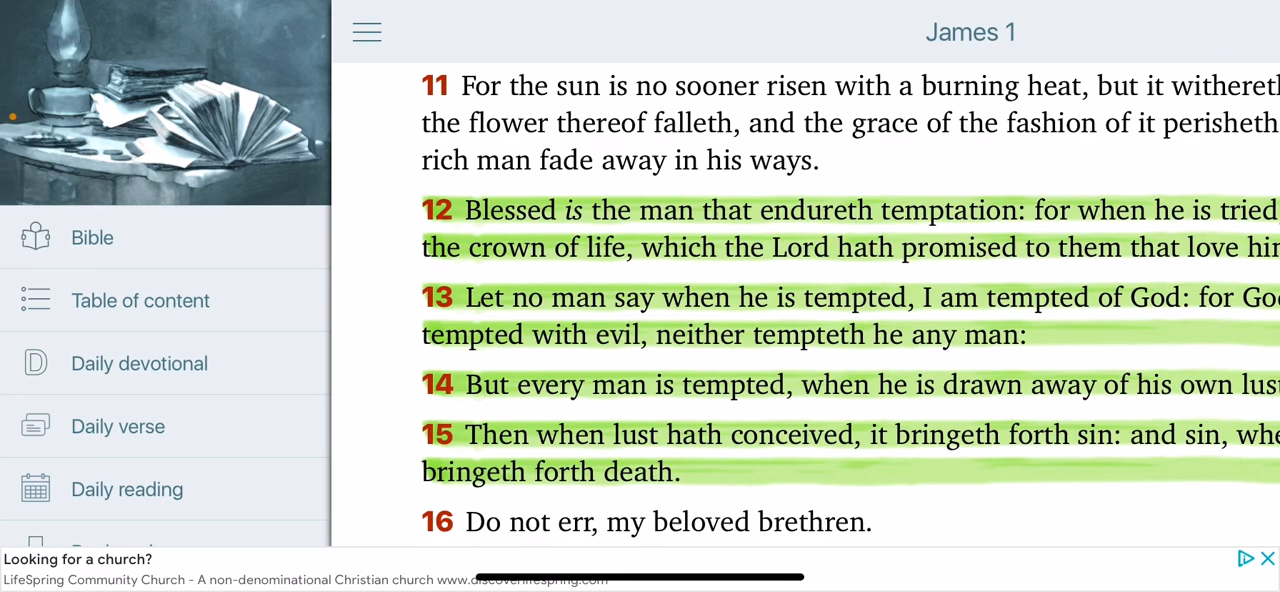 James 1
Bible
Table of content
Daily devotional
Daily verse
Daily reading
11 For the sun is no sooner risen with a burning heat, but it withereth
the flower thereof falleth, and the grace of the fashion of it perisheth
rich man fade away in his ways.
12 Blessed is the man that endureth temptation: for when he is tried,
the crown of life, which the Lord hath promised to them that love him
13 Let no man say when he is tempted, I am tempted of God: for God
tempted with evil, neither tempteth he any man:
14 But every man is tempted, when he is drawn away of his own lust
15 Then when lust hath conceived, it bringeth forth sin: and sin, whe
bringeth forth death.
16 Do not err, my beloved brethren.
Looking for a church?
LifeSpring Community Church - A non-denominational Christian church www.discoverlifespring.com